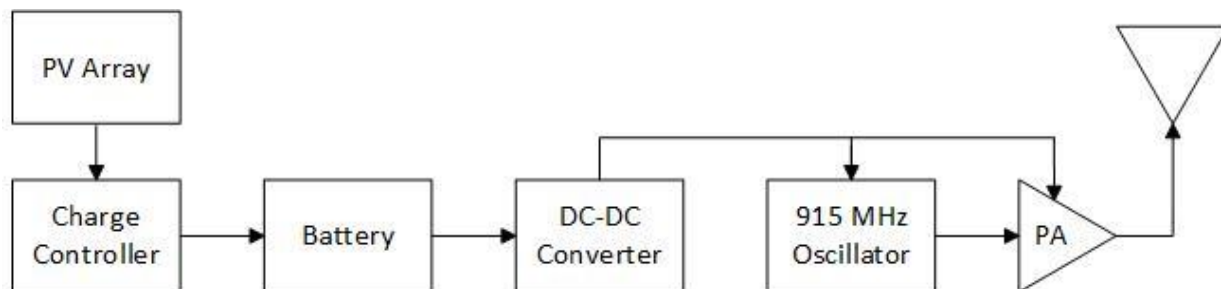 PV Array
Charge
Controller
Battery
DC-DC
Converter
915 MHz
Oscillator
PA